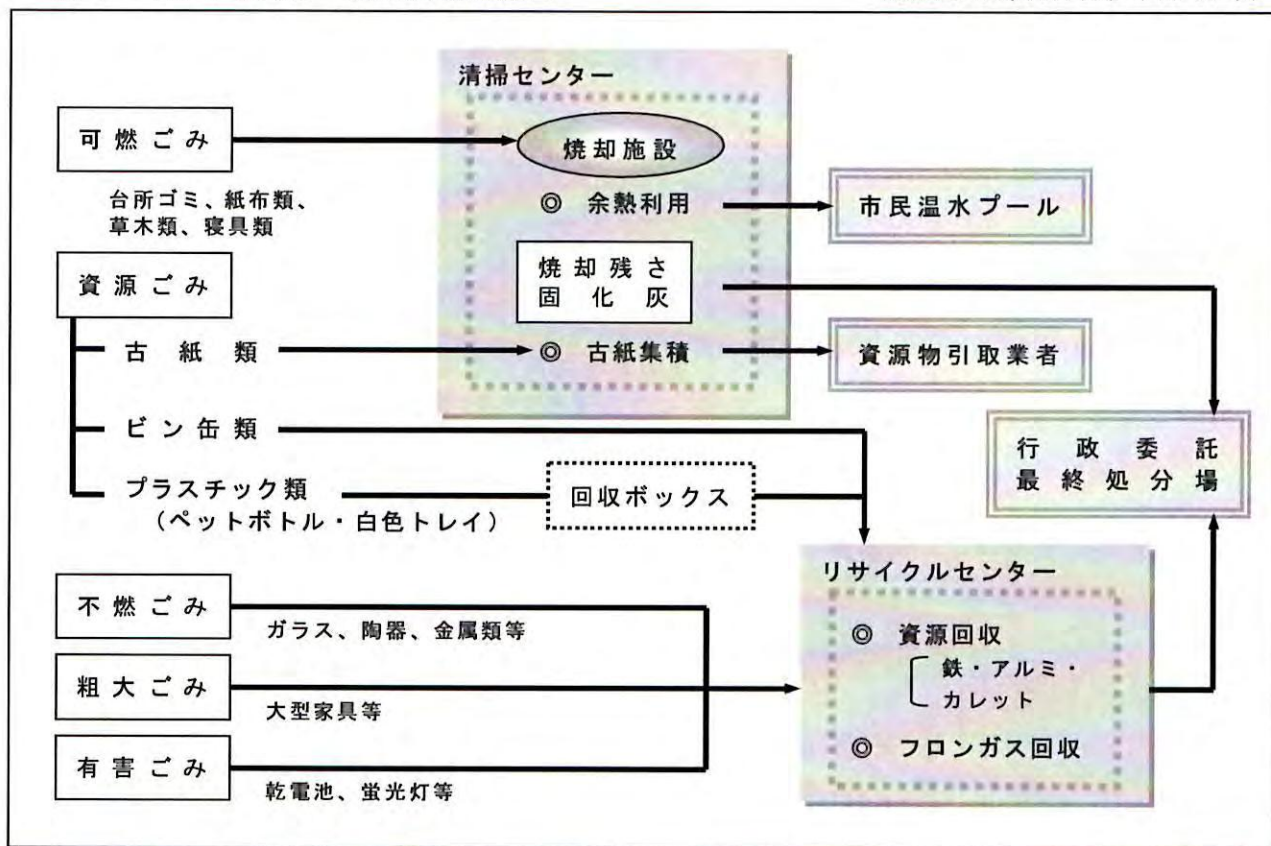 清掃センター
可燃ごみ
焼却施設
台所ゴミ、紙布類、
草木類、寝具類
◎ 余熱利用
市民温水プール
資源ごみ
焼却残さ
固化灰
古紙類
◎ 古紙集積
資源物引取業者
ビン缶類
行政委託
最終処分場
プラスチック類
(ペットボトル・白色トレイ)
回収ボックス
リサイクルセンター
不燃ごみ
ガラス、陶器、金属類等
◎ 資源回収
鉄・アルミ・
カレット
粗大ごみ
大型家具等
◎ フロンガス回収
有害ごみ
乾電池、蛍光灯等